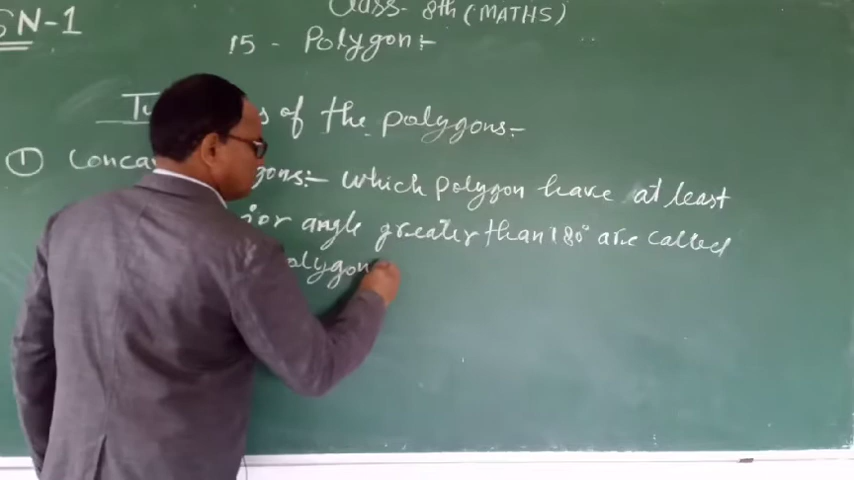 SN-1
Class- 8th (MATHS)
15 - Polygon:-
of the polygons:-
① Which polygon have at least
angle greater than 180° are called